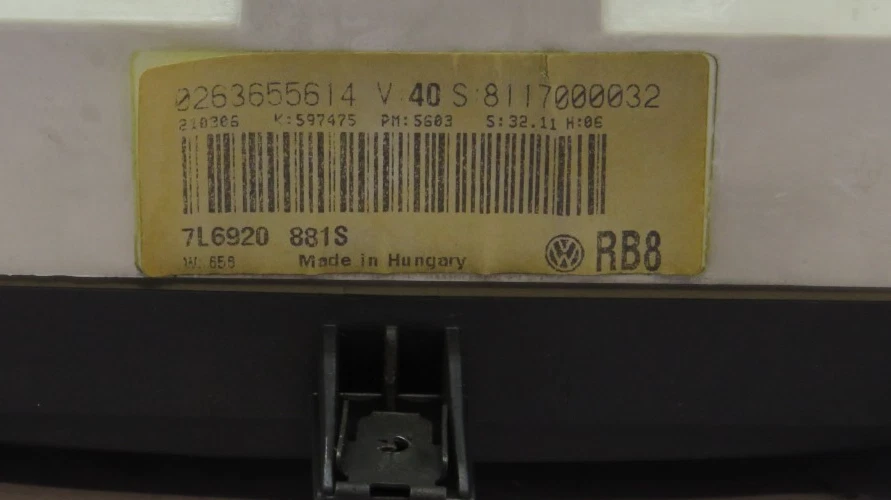 0263655614 V:40 S:8117000032
210306 K:597475 PM:5603 S:32.11 H:06
7L6920 881S
W: 656 Made in Hungary RB8